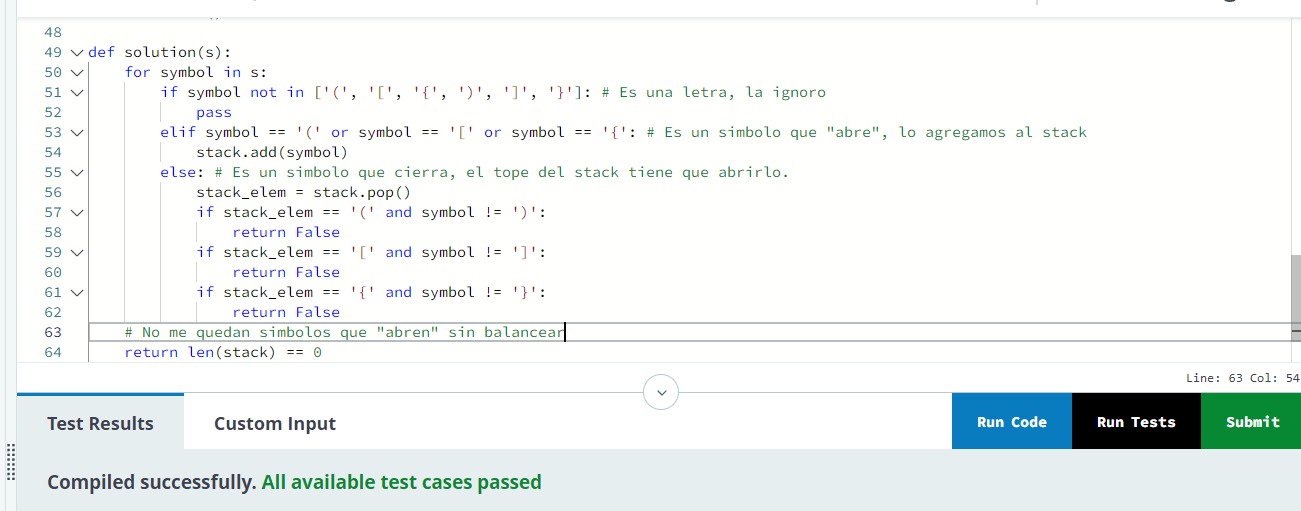 48
49 def solution(s):
50 for symbol in s:
51 if symbol not in ['(', '[', '{', ')', ']', '}']: # Es una letra, la ignoro
52 pass
53 elif symbol == '(' or symbol == '[' or symbol == '{': # Es un simbolo que "abre", lo agregamos al stack
54 stack.add(symbol)
55 else: # Es un simbolo que cierra, el tope del stack tiene que abrirlo.
56 stack_elem = stack.pop()
57 if stack_elem == '(' and symbol != ')':
58 return False
59 if stack_elem == '[' and symbol != ']':
60 return False
61 if stack_elem == '{' and symbol != '}':
62 return False
63 # No me quedan simbolos que "abren" sin balancear
64 return len(stack) == 0
Line: 63 Col: 54
Test Results Custom Input Run Code Run Tests Submit
Compiled successfully. All available test cases passed